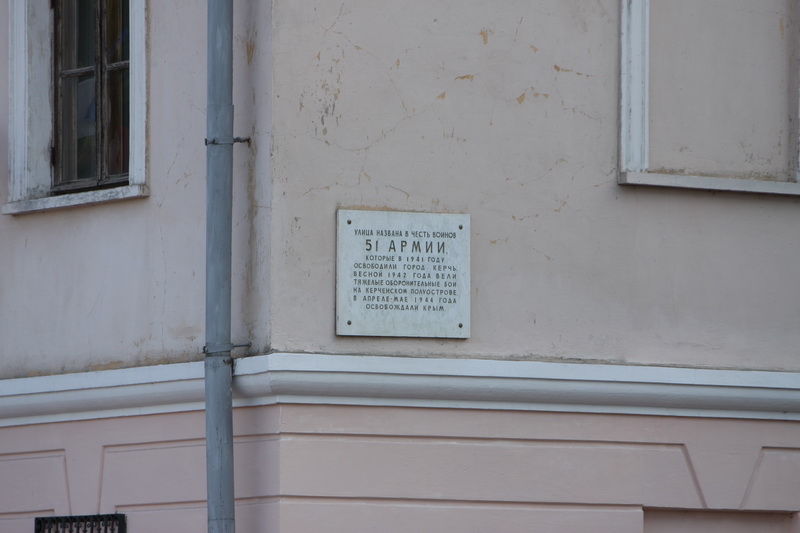 УЛИЦА НАЗВАНА В ЧЕСТЬ ВОИНОВ
51 АРМИИ,
КОТОРЫЕ В 1941 ГОДУ
ОСВОБОДИЛИ ГОРОД КЕРЧЬ,
ВЕСНОЙ 1942 ГОДА ВЕЛИ
ТЯЖЕЛЫЕ ОБОРОНИТЕЛЬНЫЕ БОИ
НА КЕРЧЕНСКОМ ПОЛУОСТРОВЕ,
В АПРЕЛЕ-МАЕ 1944 ГОДА
ОСВОБОЖДАЛИ КРЫМ.